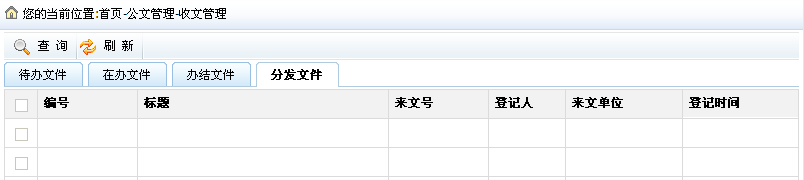 您的当前位置:首页-公文管理-收文管理
查 询 刷 新
待办文件 在办文件 办结文件 分发文件
编号 标题 来文号 登记人 来文单位 登记时间